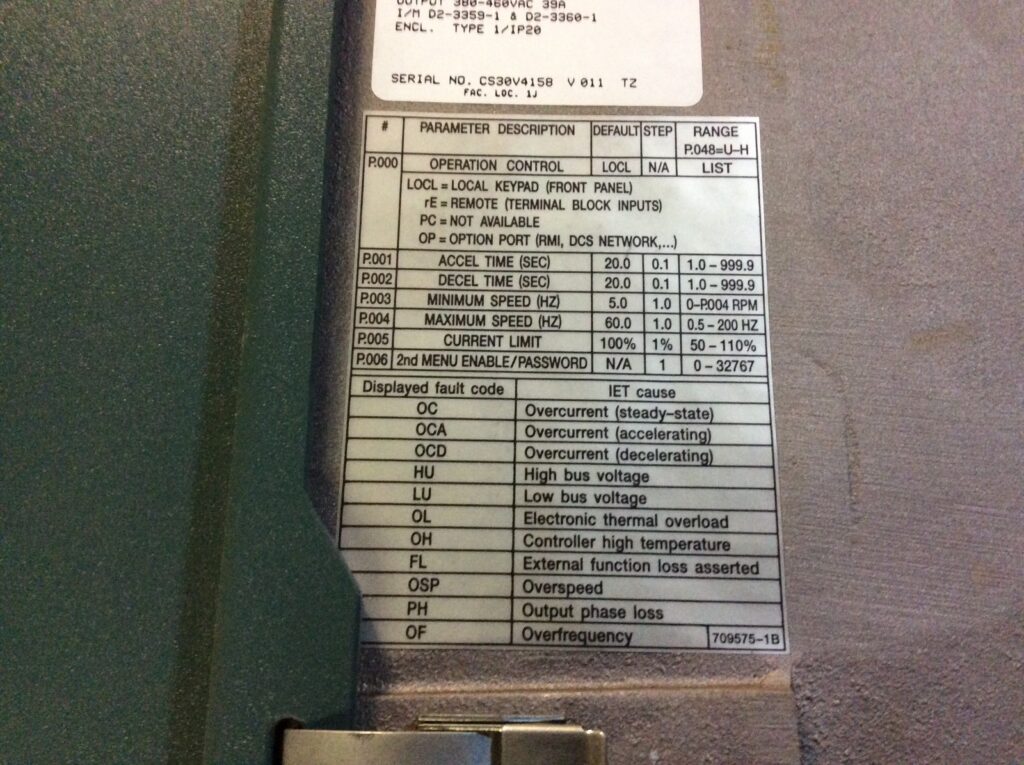 OUTPUT 380-460VAC 39A
I/M D2-3359-1 & D2-3360-1
ENCL. TYPE 1/IP20
SERIAL NO. CS30V4158 V 011 TZ
FAC. LOC. 1J
# PARAMETER DESCRIPTION DEFAULT STEP RANGE
P.048=U–H
P.000 OPERATION CONTROL LOCL N/A LIST
LOCL = LOCAL KEYPAD (FRONT PANEL)
rE = REMOTE (TERMINAL BLOCK INPUTS)
PC = NOT AVAILABLE
OP = OPTION PORT (RMI, DCS NETWORK,...)
P.001 ACCEL TIME (SEC) 20.0 0.1 1.0 – 999.9
P.002 DECEL TIME (SEC) 20.0 0.1 1.0 – 999.9
P.003 MINIMUM SPEED (HZ) 5.0 1.0 0–P.004 RPM
P.004 MAXIMUM SPEED (HZ) 60.0 1.0 0.5 – 200 HZ
P.005 CURRENT LIMIT 100% 1% 50 – 110%
P.006 2nd MENU ENABLE/PASSWORD N/A 1 0 – 32767
Displayed fault code IET cause
OC Overcurrent (steady–state)
OCA Overcurrent (accelerating)
OCD Overcurrent (decelerating)
HU High bus voltage
LU Low bus voltage
OL Electronic thermal overload
OH Controller high temperature
FL External function loss asserted
OSP Overspeed
PH Output phase loss
OF Overfrequency 709575–1B